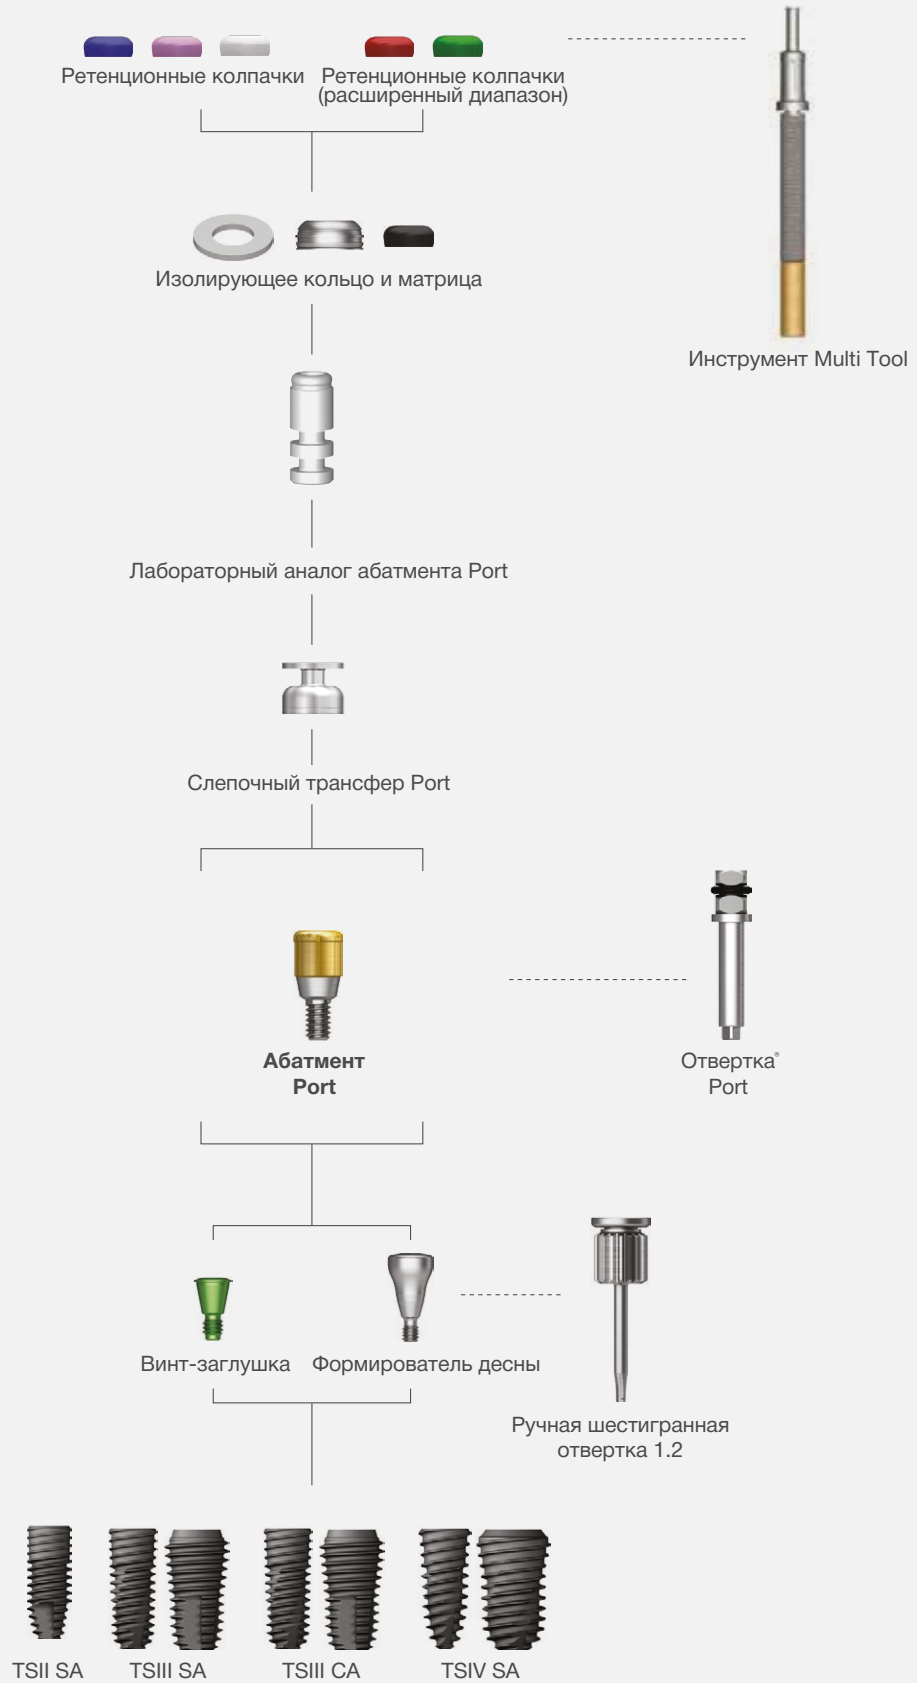 Ретенционные колпачки
Ретенционные колпачки
(расширенный диапазон)
Изолирующее кольцо и матрица
Инструмент Multi Tool
Лабораторный аналог абатмента Port
Слепочный трансфер Port
Абатмент
Port
Отвертка®
Port
Винт-заглушка
Формирователь десны
Ручная шестигранная
отвертка 1.2
TSII SA
TSIII SA
TSIII CA
TSIV SA